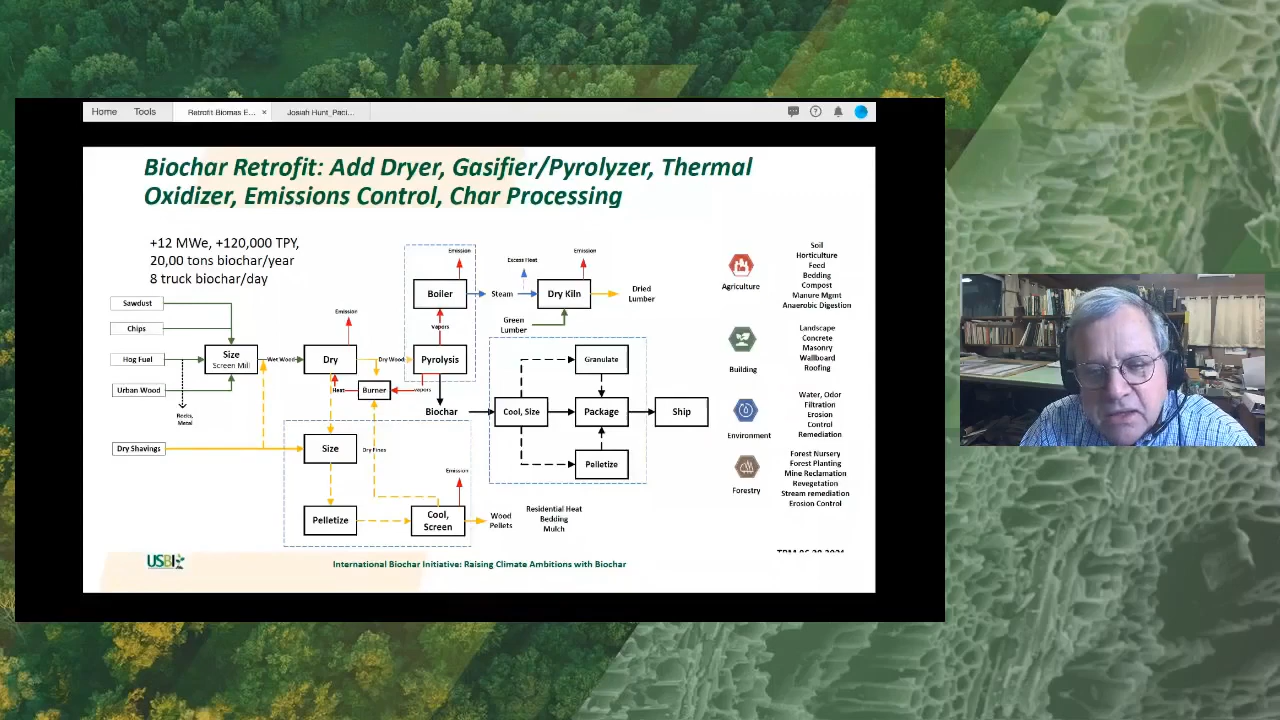 Home Tools Retrofit Biomas E... × Josiah Hunt_Paci...
Biochar Retrofit: Add Dryer, Gasifier/Pyrolyzer, Thermal
Oxidizer, Emissions Control, Char Processing
+12 MWe, +120,000 TPY,
20,00 tons biochar/year
8 truck biochar/day
Sawdust
Chips
Hog Fuel
Urban Wood
Rocks,
Metal
Dry Shavings
Size
Screen Mill
Wet Wood
Emission
Dry
Dry Wood
Heat
Burner
Vapors
Emission
Boiler
Vapors
Pyrolysis
Biochar
Steam
Excess Heat
Emission
Dry Kiln
Green
Lumber
Dried
Lumber
Size
Dry Fines
Pelletize
Emission
Cool,
Screen
Wood
Pellets
Residential Heat
Bedding
Mulch
Cool, Size
Granulate
Package
Pelletize
Ship
Agriculture
Soil
Horticulture
Feed
Bedding
Compost
Manure Mgmt
Anaerobic Digestion
Building
Landscape
Concrete
Masonry
Wallboard
Roofing
Environment
Water, Odor
Filtration
Erosion
Control
Remediation
Forestry
Forest Nursery
Forest Planting
Mine Reclamation
Revegetation
Stream remediation
Erosion Control
USBI
International Biochar Initiative: Raising Climate Ambitions with Biochar